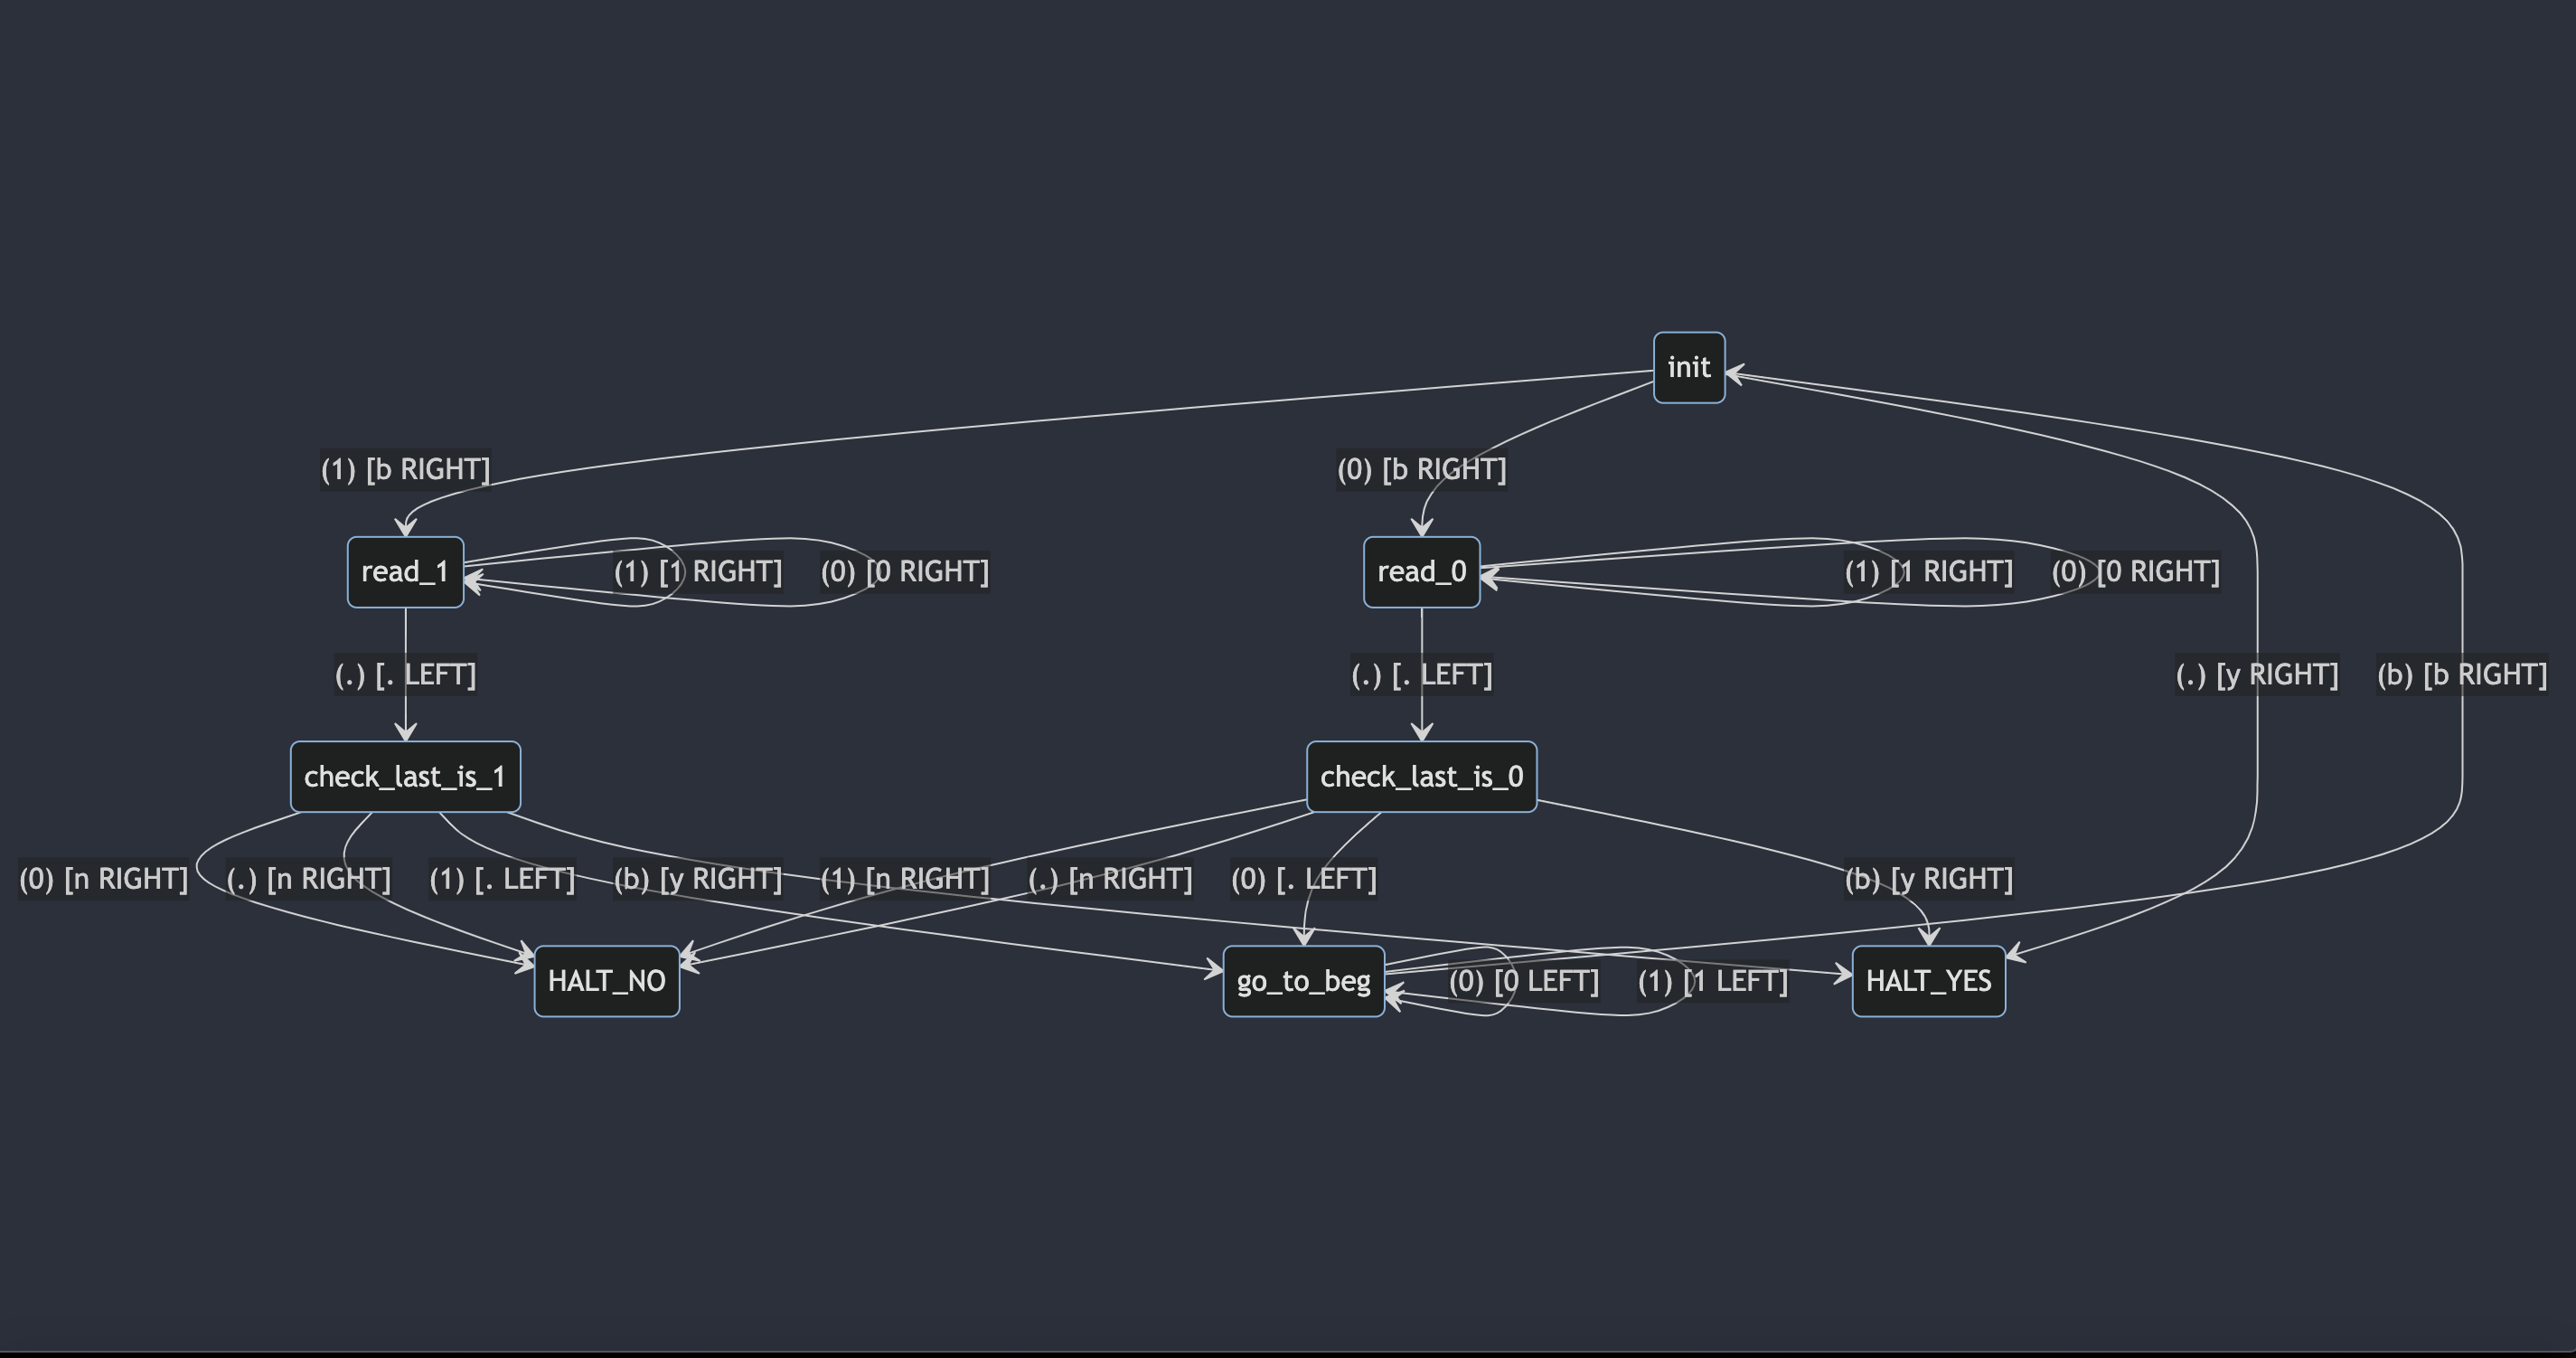 init
(1) [b RIGHT]
(0) [b RIGHT]
read_1
(1) [1 RIGHT]
(0) [0 RIGHT]
read_0
(1) [1 RIGHT]
(0) [0 RIGHT]
(.) [. LEFT]
(.) [. LEFT]
(.) [y RIGHT]
(b) [b RIGHT]
check_last_is_1
check_last_is_0
(0) [n RIGHT]
(.) [n RIGHT]
(1) [. LEFT]
(b) [y RIGHT]
(1) [n RIGHT]
(.) [n RIGHT]
(0) [. LEFT]
(b) [y RIGHT]
HALT_NO
go_to_beg
(0) [0 LEFT]
(1) [1 LEFT]
HALT_YES